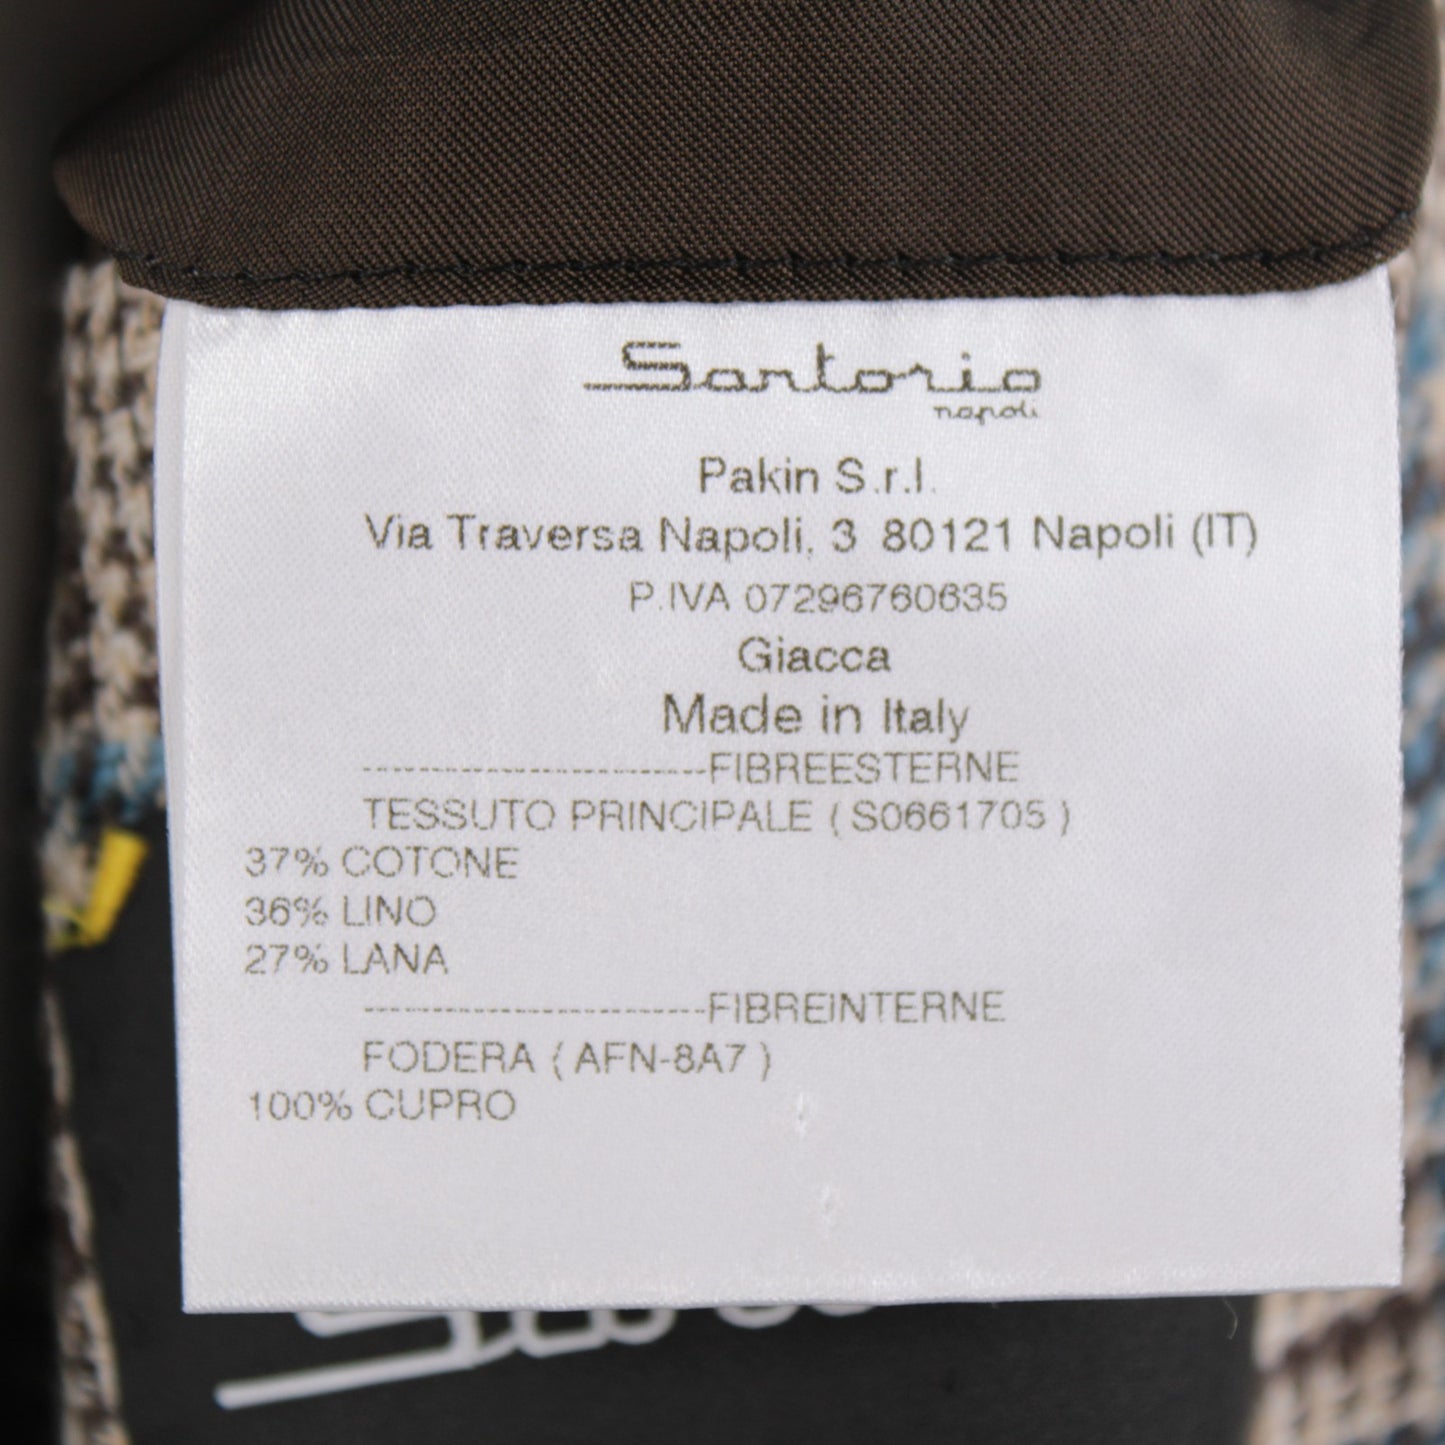 Sartorio
napoli
Pakin S.r.l.
Via Traversa Napoli, 3 80121 Napoli (IT)
P.IVA 07296760635
Giacca
Made in Italy
------------------------FIBREESTERNE
TESSUTO PRINCIPALE ( S0661705 )
37% COTONE
36% LINO
27% LANA
------------------------FIBREINTERNE
FODERA ( AFN-8A7 )
100% CUPRO